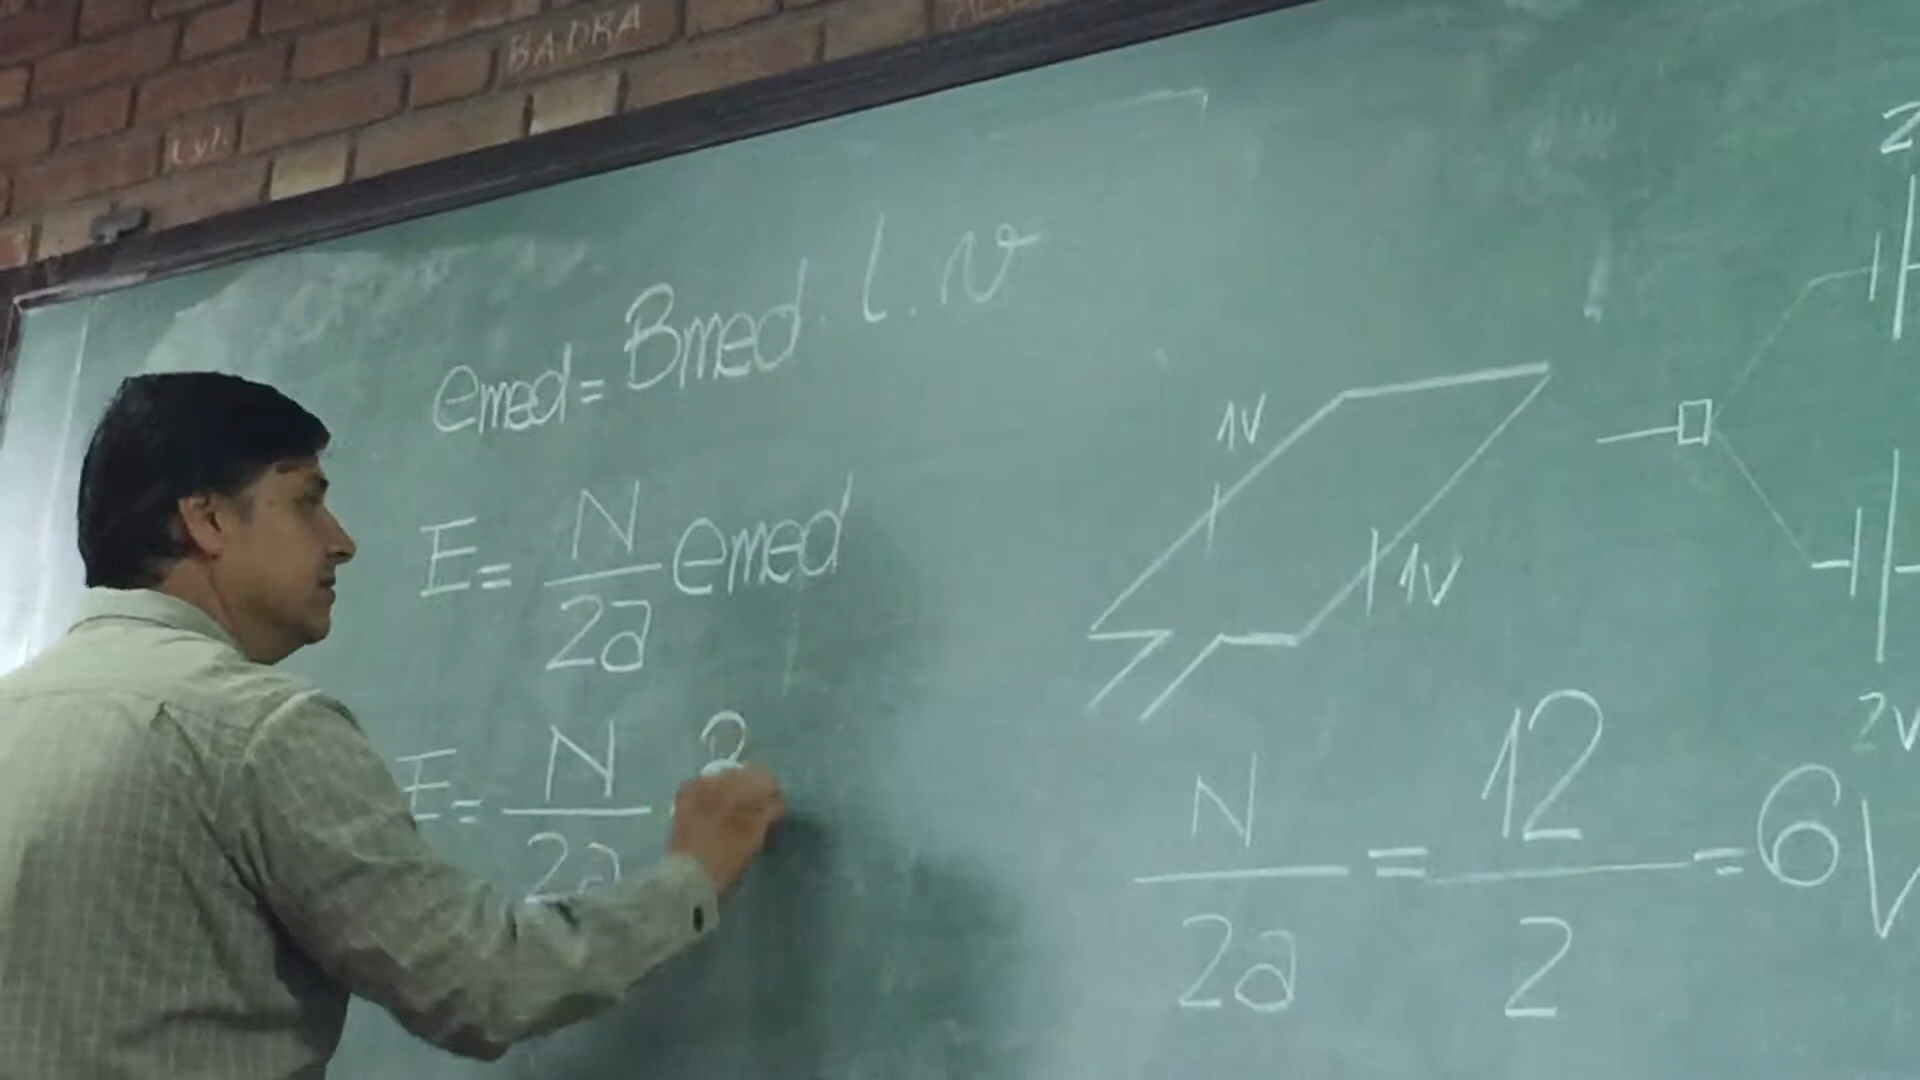 BADRA
emed = Bmed . l . v
E = N/2a emed
E = N/2a . B
1V
1V
N/2a = 12/2 = 6V
2V